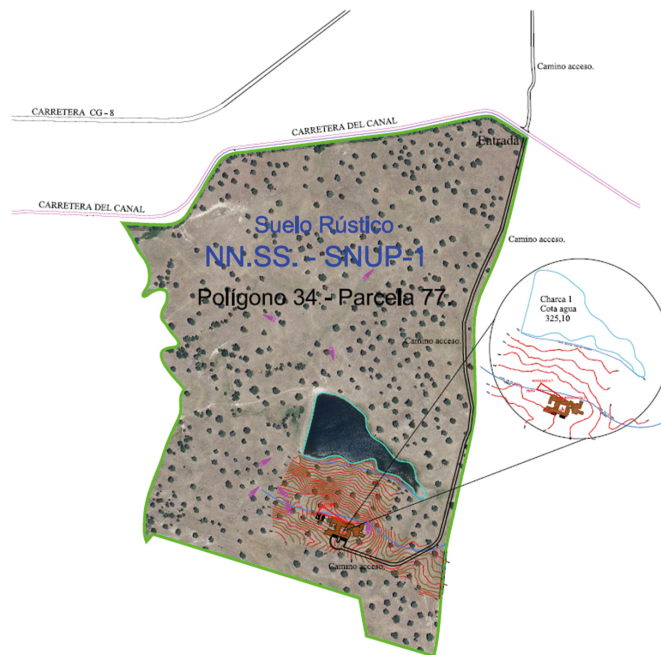 Camino acceso.
CARRETERA CG - 8
CARRETERA DEL CANAL
Entrada
CARRETERA DEL CANAL
Suelo Rústico
NN.SS. - SNUP-1
Camino acceso.
Polígono 34.- Parcela 77.
Charca 1
Cota agua
325,10
Camino acceso.
Camino acceso.